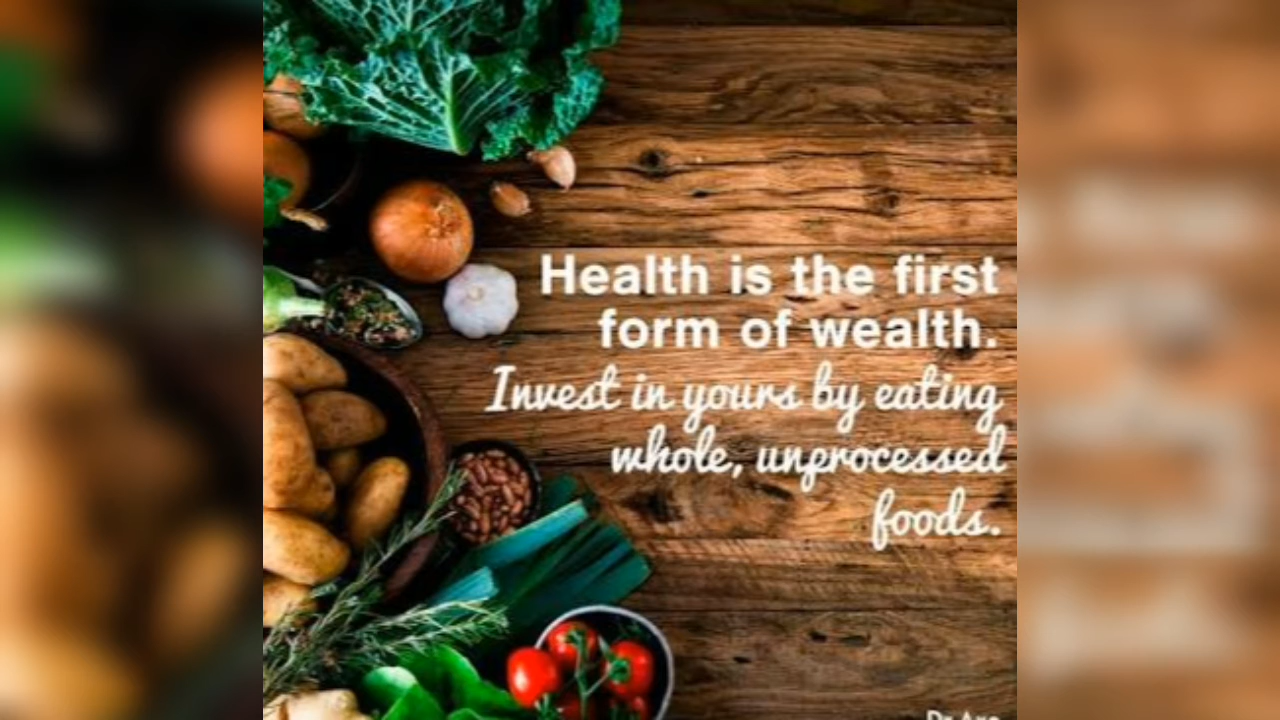 Health is the first
form of wealth.
Invest in yours by eating
whole, unprocessed
foods.